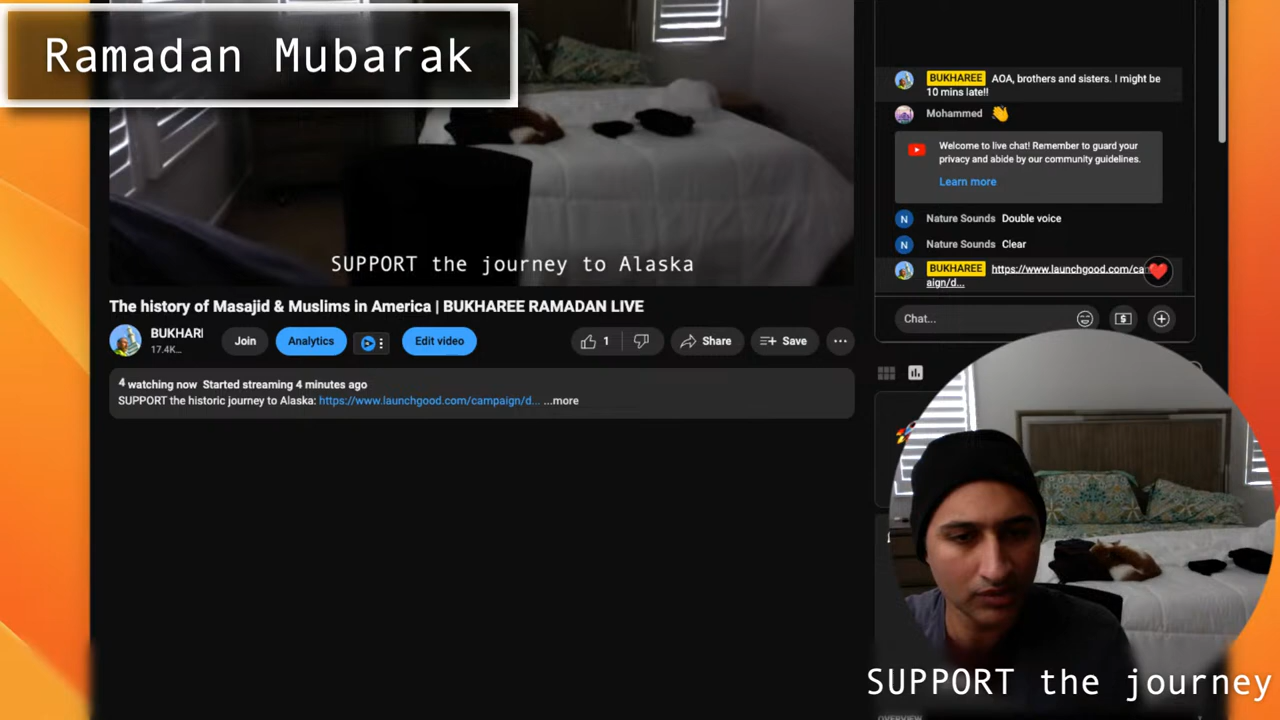 Ramadan Mubarak
SUPPORT the journey to Alaska
The history of Masajid & Muslims in America | BUKHAREE RAMADAN LIVE
BUKHARI
17.4K...
Join
Analytics
Edit video
1
Share
Save
4 watching now Started streaming 4 minutes ago
SUPPORT the historic journey to Alaska: https://www.launchgood.com/campaign/d... ...more
BUKHAREE AOA, brothers and sisters. I might be
10 mins late!!
Mohammed
Welcome to live chat! Remember to guard your
privacy and abide by our community guidelines.
Learn more
N Nature Sounds Double voice
N Nature Sounds Clear
BUKHAREE https://www.launchgood.com/ca
aign/d...
Chat...
SUPPORT the journey